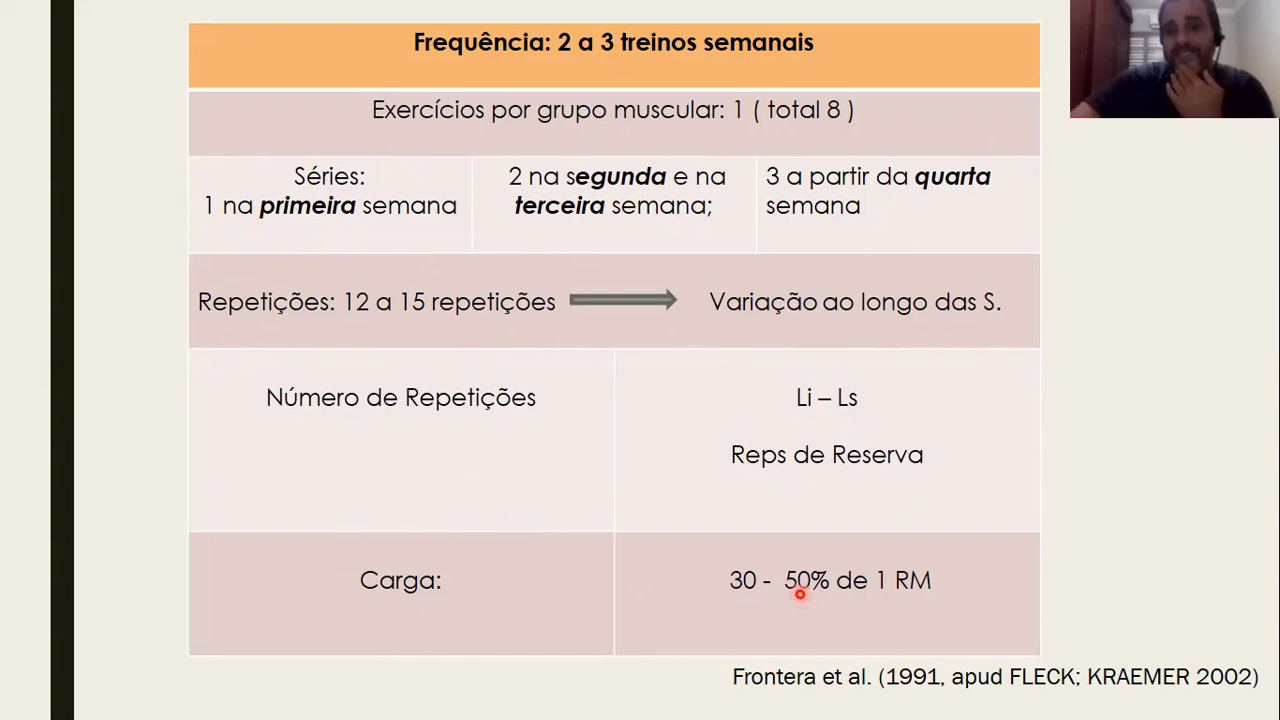 Frequência: 2 a 3 treinos semanais
Exercícios por grupo muscular: 1 ( total 8 )
Séries:
1 na primeira semana
2 na segunda e na
terceira semana;
3 a partir da quarta
semana
Repetições: 12 a 15 repetições
Variação ao longo das S.
Número de Repetições
Li – Ls
Reps de Reserva
Carga:
30 - 50% de 1 RM
Frontera et al. (1991, apud FLECK; KRAEMER 2002)